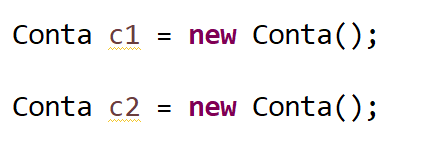 Conta c1 = new Conta();
Conta c2 = new Conta();